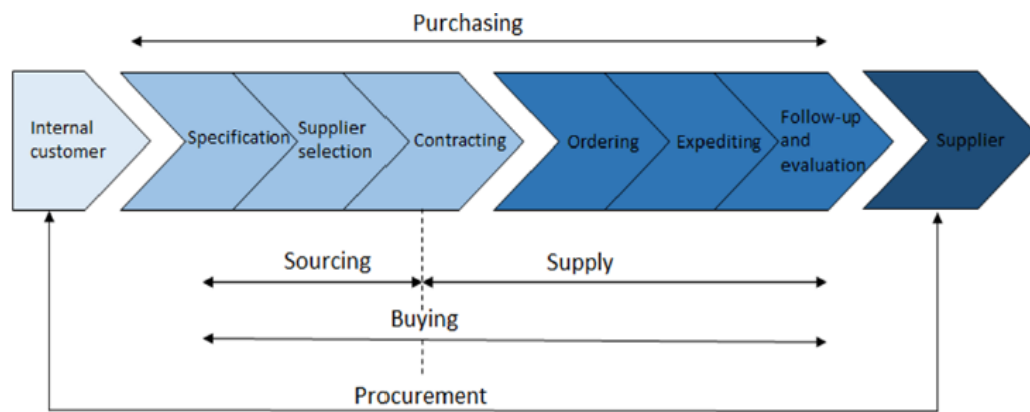 Purchasing
Internal
customer
Specification
Supplier
selection
Contracting
Ordering
Expediting
Follow-up
and
evaluation
Supplier
Sourcing
Supply
Buying
Procurement